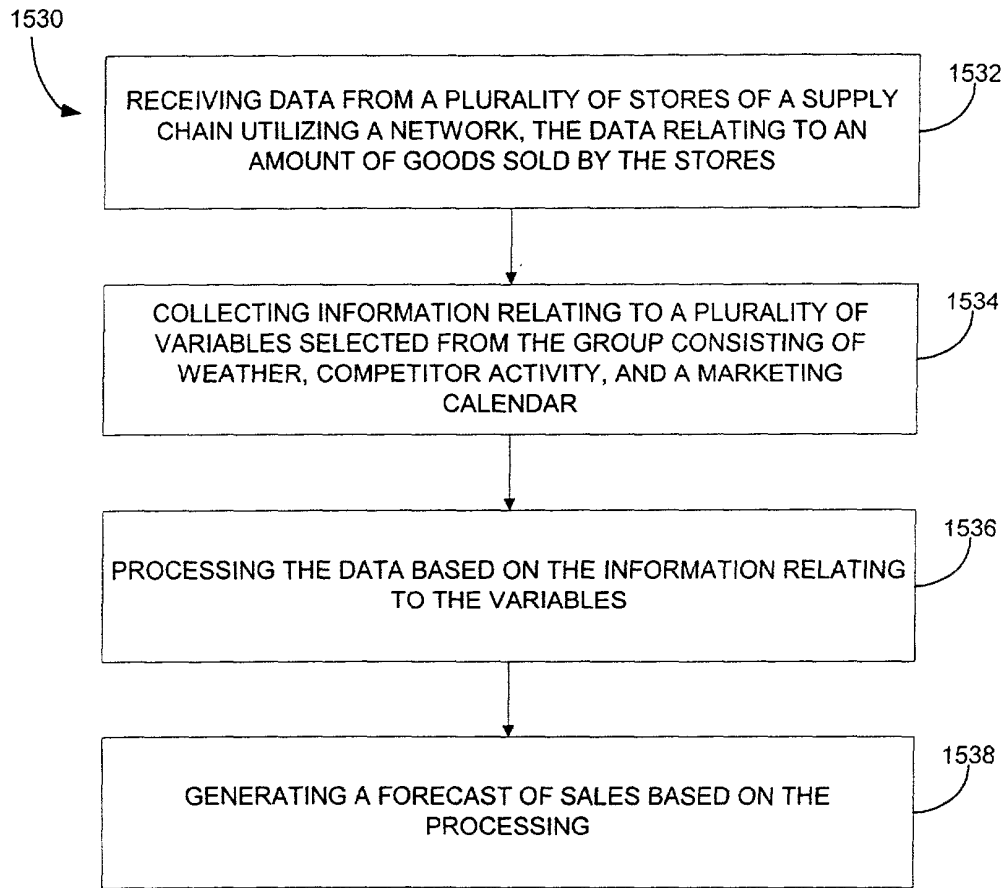 1530
1532
RECEIVING DATA FROM A PLURALITY OF STORES OF A SUPPLY
CHAIN UTILIZING A NETWORK, THE DATA RELATING TO AN
AMOUNT OF GOODS SOLD BY THE STORES
1534
COLLECTING INFORMATION RELATING TO A PLURALITY OF
VARIABLES SELECTED FROM THE GROUP CONSISTING OF
WEATHER, COMPETITOR ACTIVITY, AND A MARKETING
CALENDAR
1536
PROCESSING THE DATA BASED ON THE INFORMATION RELATING
TO THE VARIABLES
1538
GENERATING A FORECAST OF SALES BASED ON THE
PROCESSING